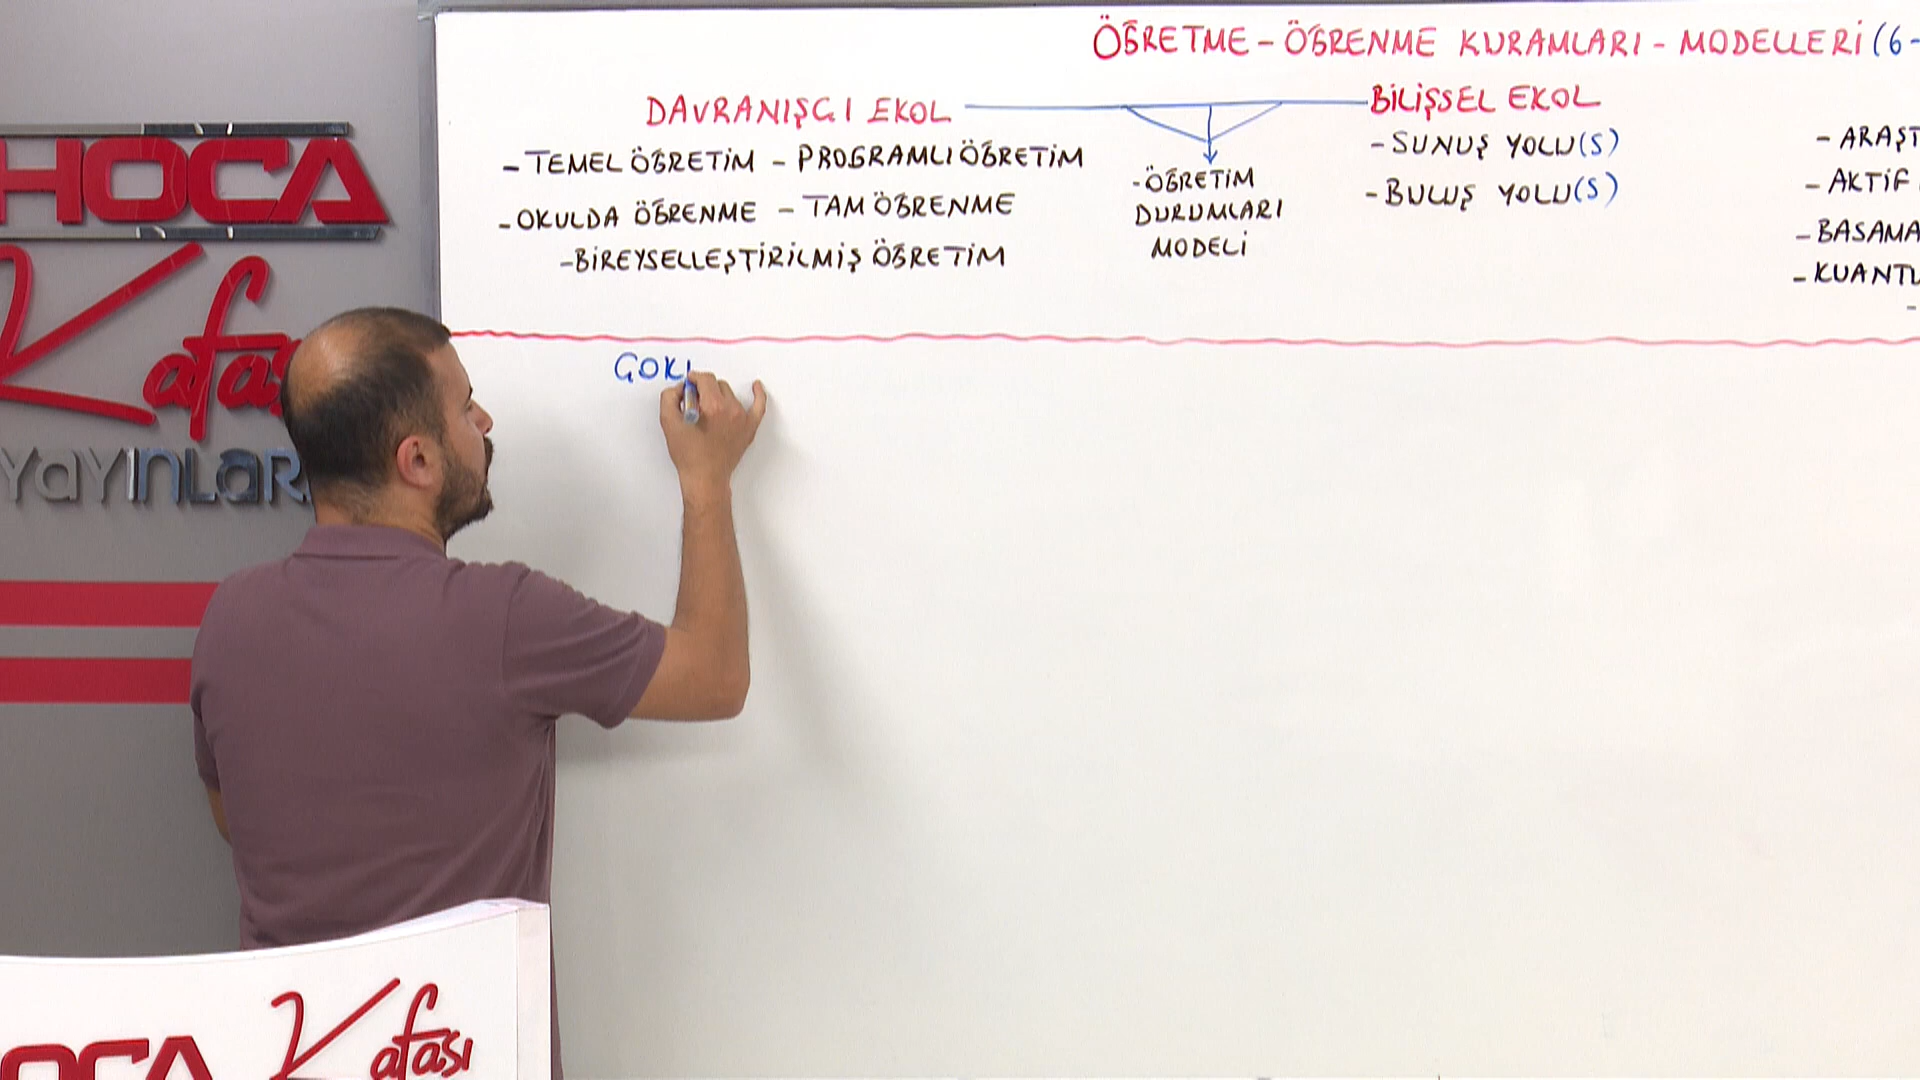 ÖĞRETME - ÖĞRENME KURAMLARI - MODELLERİ (6-
DAVRANIŞÇI EKOL
- TEMEL ÖĞRETİM - PROGRAMLI ÖĞRETİM
- OKULDA ÖĞRENME - TAM ÖĞRENME
- BİREYSELLEŞTİRİLMİŞ ÖĞRETİM
- ÖĞRETİM
DURUMLARI
MODELİ
BİLİŞSEL EKOL
- SUNUŞ YOLU(S)
- BULUŞ YOLU(S)
- ARAŞT
- AKTİF
- BASAMA
- KUANTU
ÇOKL
HOCA
Kafası
YAYINLAR
HOCA
Kafası